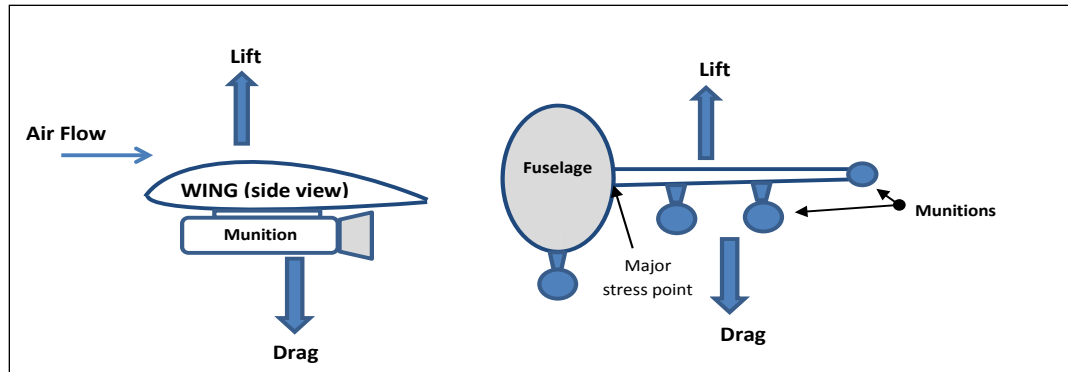 Lift
Air Flow
WING (side view)
Munition
Drag
Lift
Fuselage
Munitions
Major
stress point
Drag